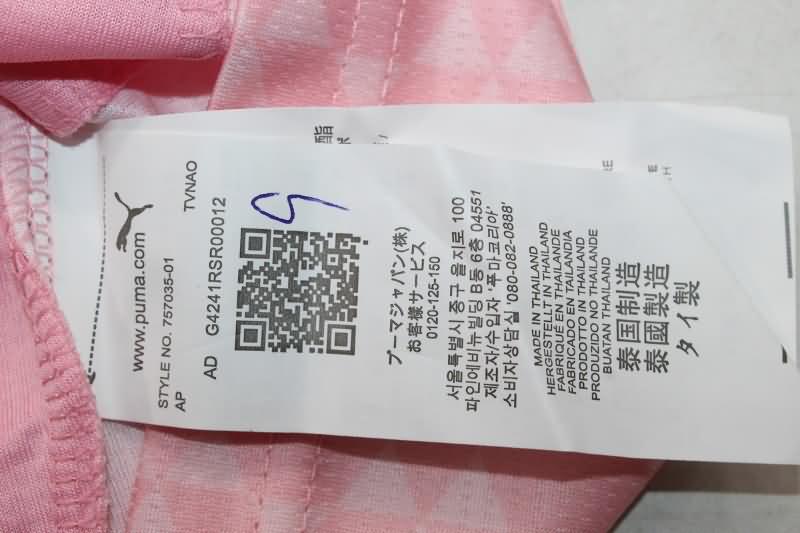 www.puma.com
STYLE NO. 757035-01
AP
TVNAO
AD G4241RSR00012
プーマジャパン(株)
お客様サービス
0120-125-150
서울특별시 중구 을지로 100
파인에비뉴빌딩 B동 6층 04551
제조자/수입자 '푸마코리아'
소비자상담실 '080-082-0888'
MADE IN THAILAND
HERGESTELLT IN THAILAND
FABRIQUÉ EN THAILANDE
FABRICADO EN TAILANDIA
PRODOTTO IN THAILAND
PRODUZIDO NO THAILANDE
BUATAN THAILAND
泰国制造
泰國製造
タイ製